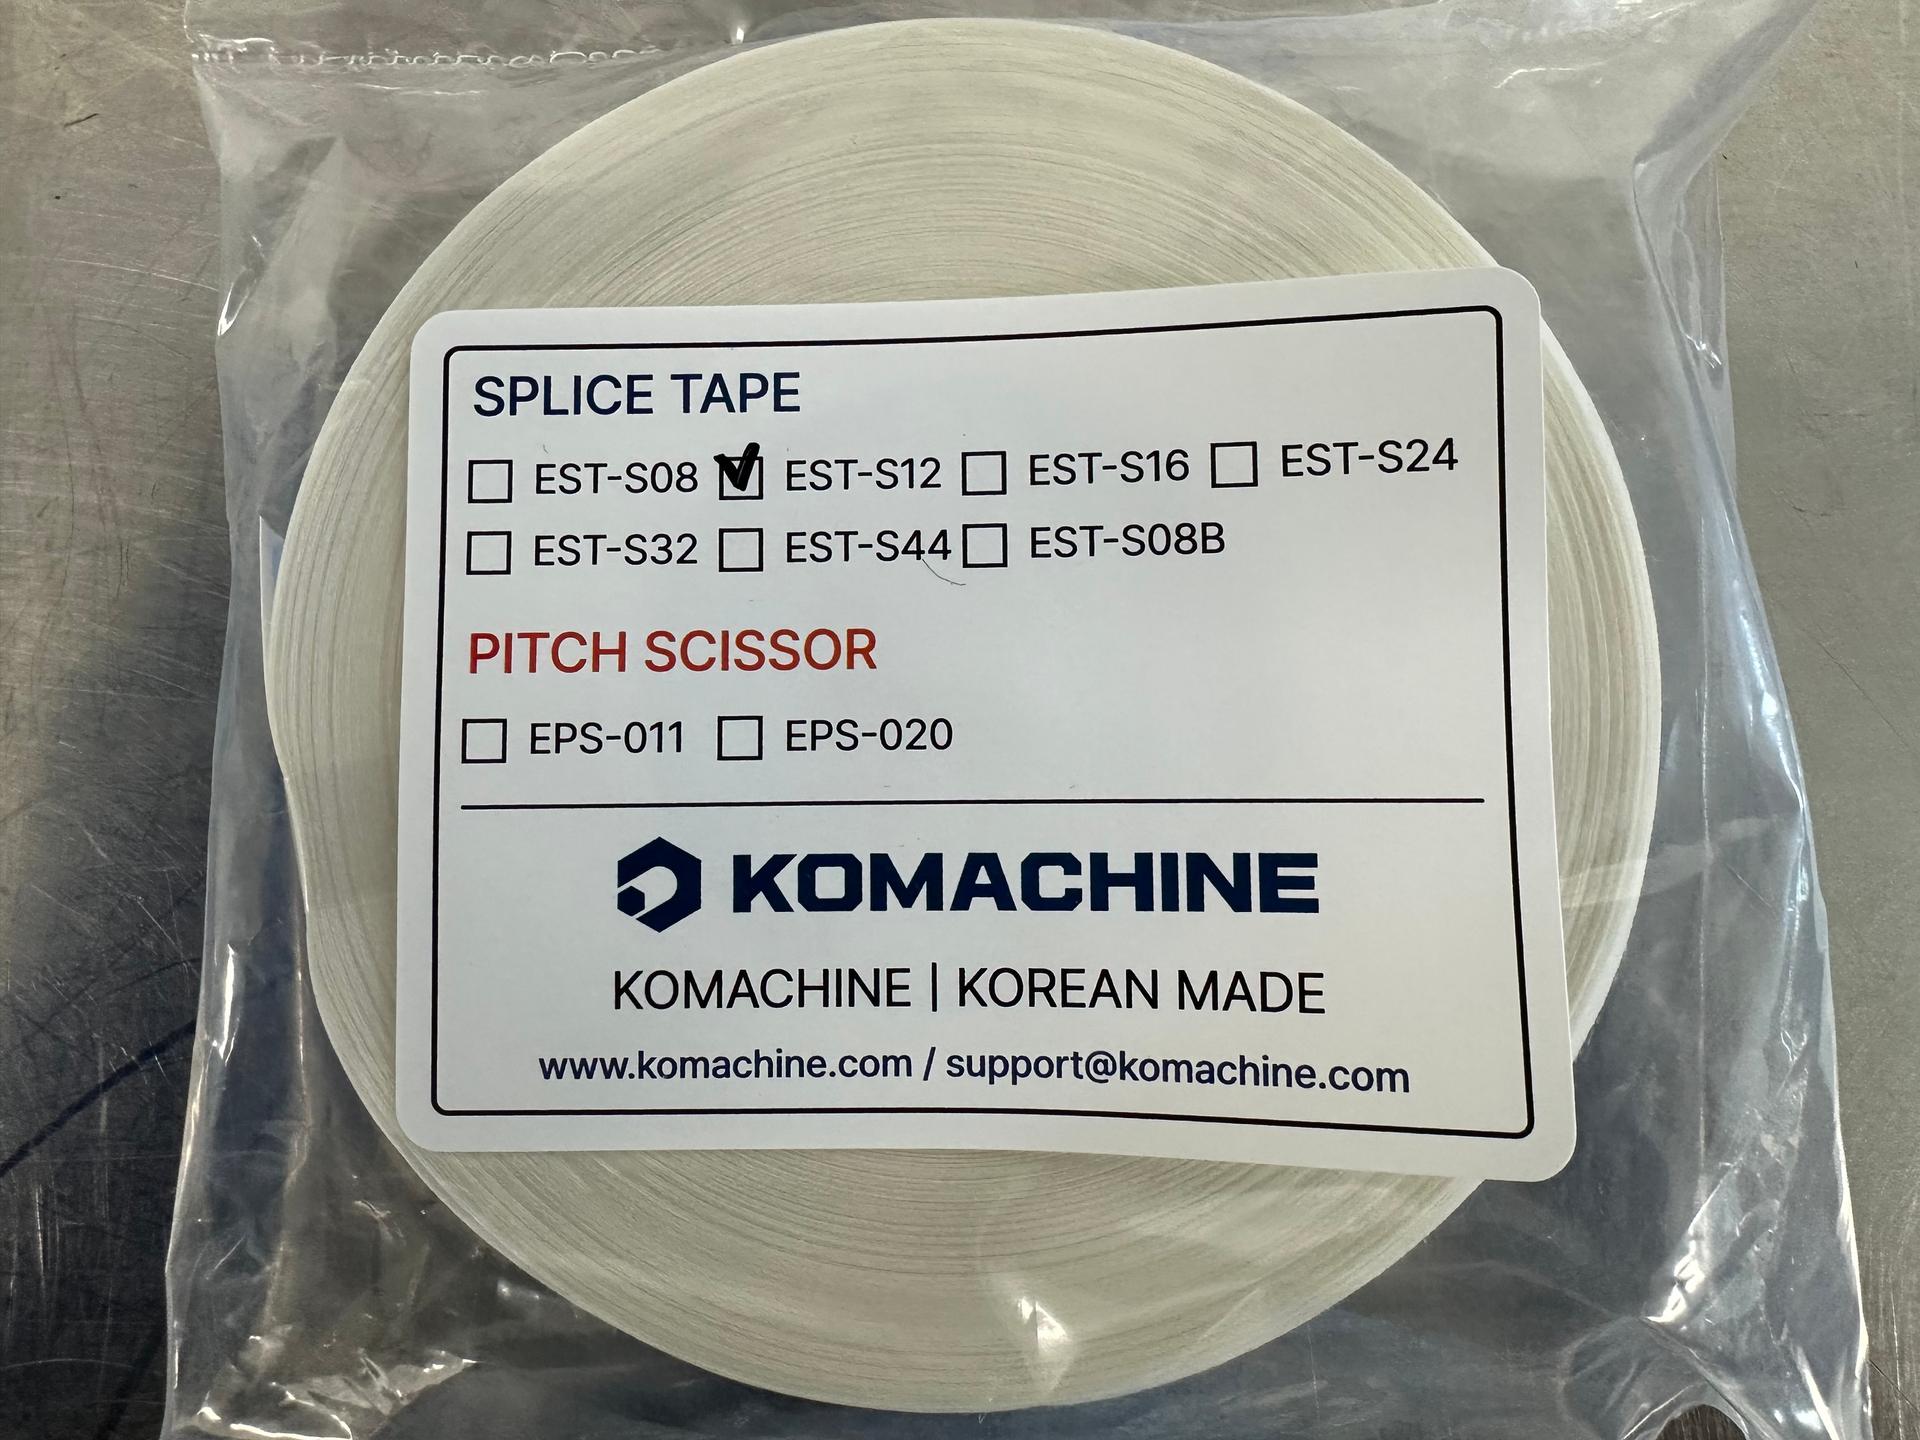 SPLICE TAPE
EST-S08 EST-S12 EST-S16 EST-S24
EST-S32 EST-S44 EST-S08B
PITCH SCISSOR
EPS-011 EPS-020
KOMACHINE
KOMACHINE | KOREAN MADE
www.komachine.com / support@komachine.com